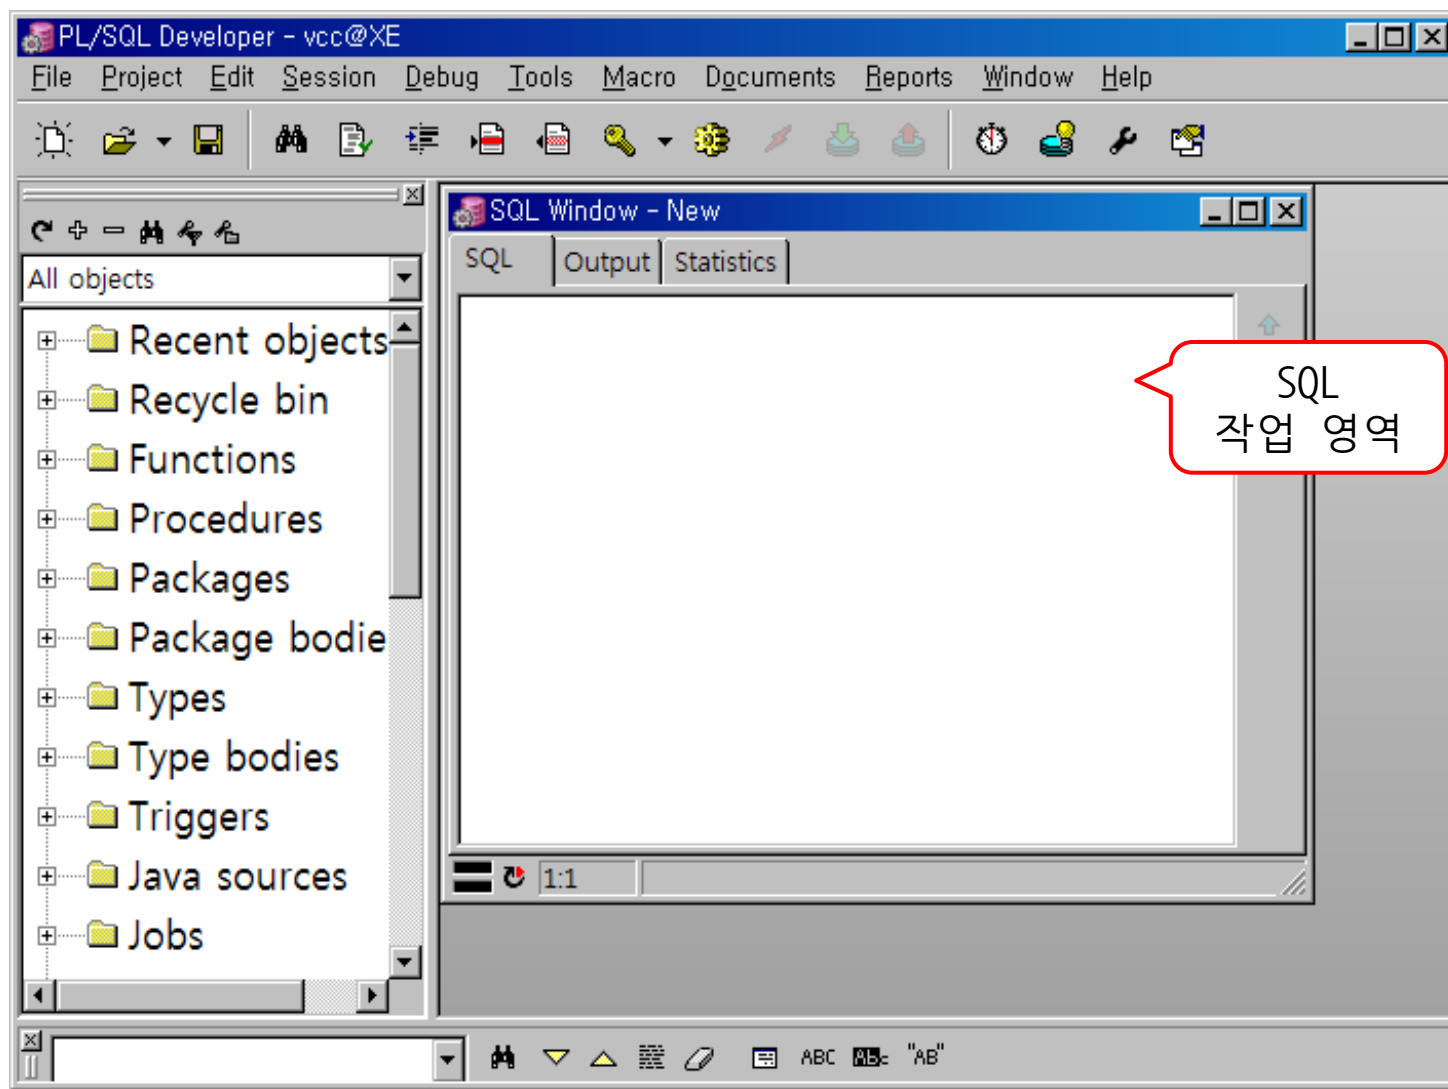 PL/SQL Developer - vcc@XE
File Project Edit Session Debug Tools Macro Documents Reports Window Help
All objects
Recent objects
Recycle bin
Functions
Procedures
Packages
Package bodie
Types
Type bodies
Triggers
Java sources
Jobs
SQL Window - New
SQL Output Statistics
SQL
작업 영역
1:1
ABC ABc "AB"